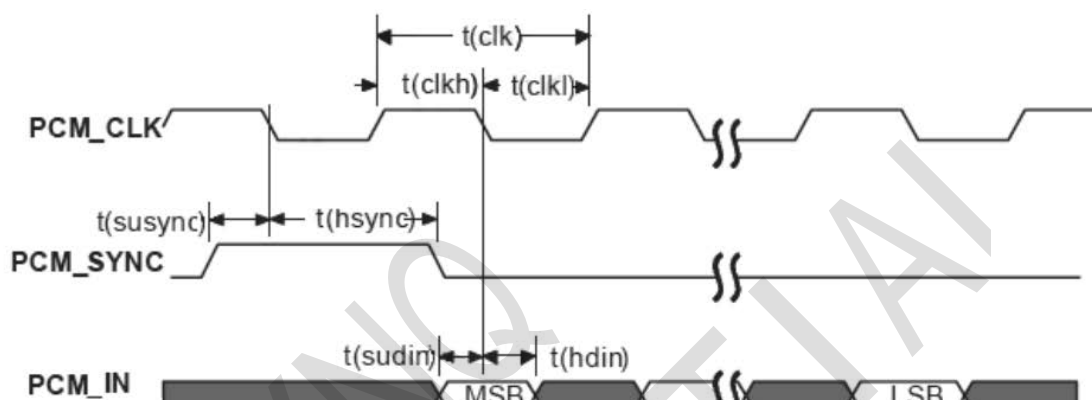 t(clk)
t(clkh) t(clkl)
PCM_CLK
t(susync) t(hsync)
PCM_SYNC
t(sudin) t(hdin)
PCM_IN MSB LSB